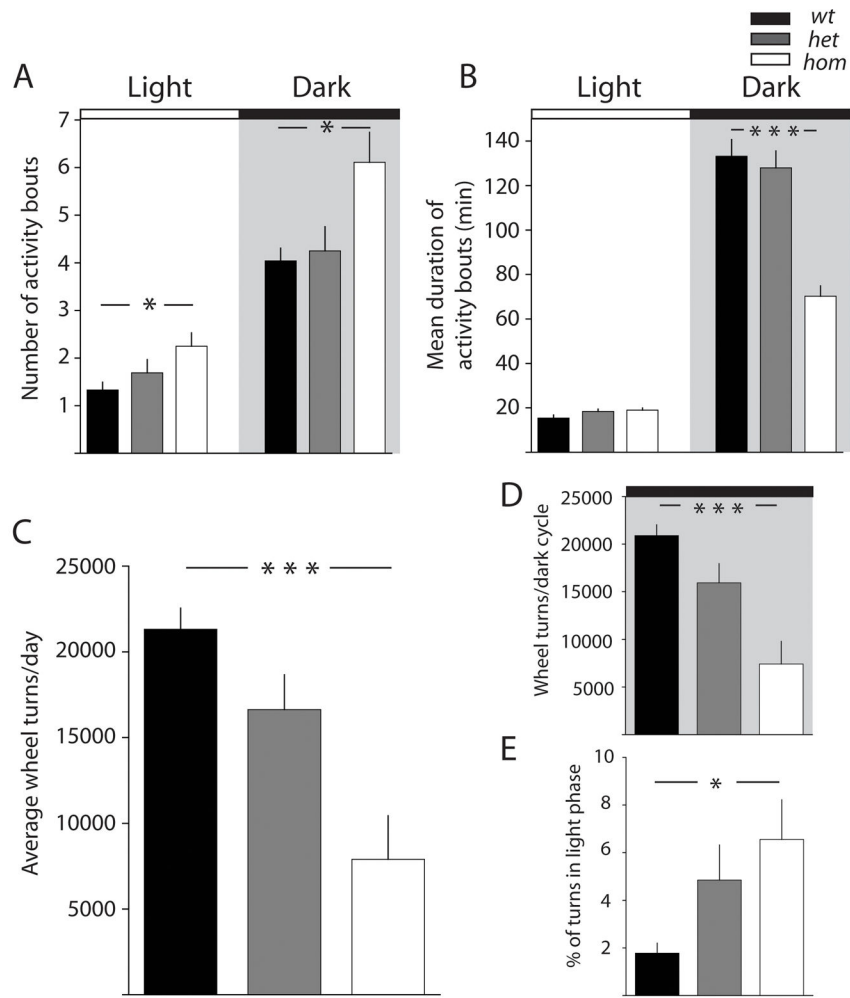 wt
het
hom
A
Light
Dark
Number of activity bouts
7
6
5
4
3
2
1
*
*
B
Light
Dark
Mean duration of
activity bouts (min)
140
120
100
80
60
40
20
* * *
C
Average wheel turns/day
25000
20000
15000
10000
5000
* * *
D
Wheel turns/dark cycle
25000
20000
15000
10000
5000
* * *
E
% of turns in light phase
10
8
6
4
2
*